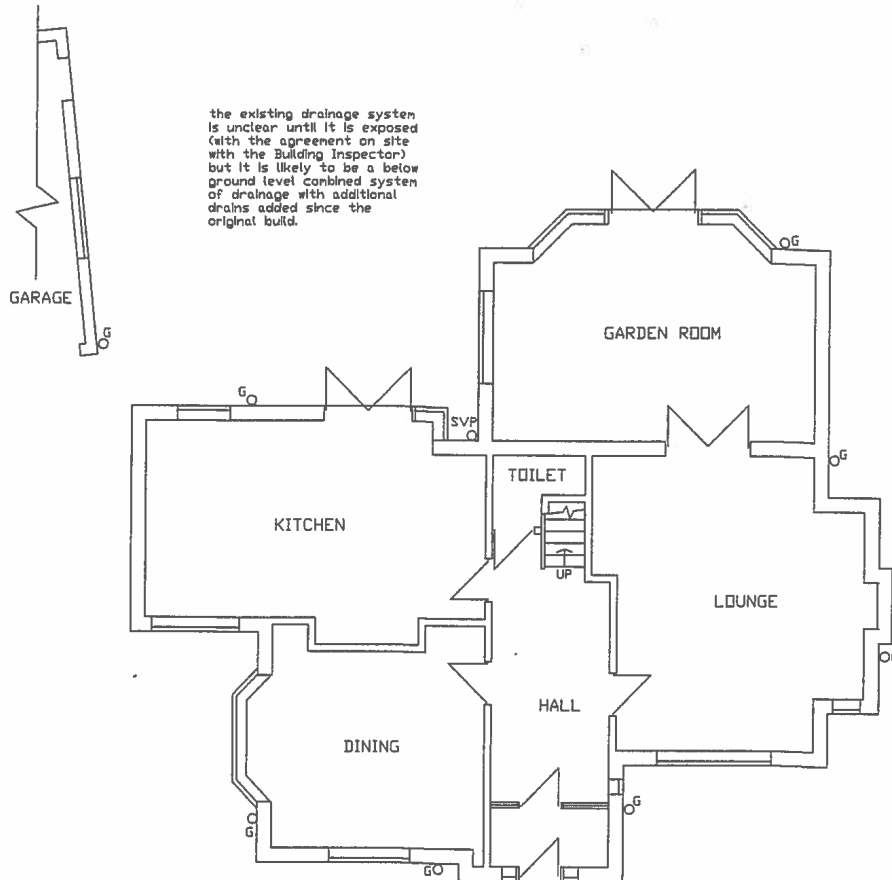 the existing drainage system
is unclear until it is exposed
(with the agreement on site
with the Building Inspector)
but it is likely to be a below
ground level combined system
of drainage with additional
drains added since the
original build.
G
GARAGE
GARDEN ROOM
G
G
SVP
G
TOILET
KITCHEN
UP
LOUNGE
HALL
DINING
G
G
G